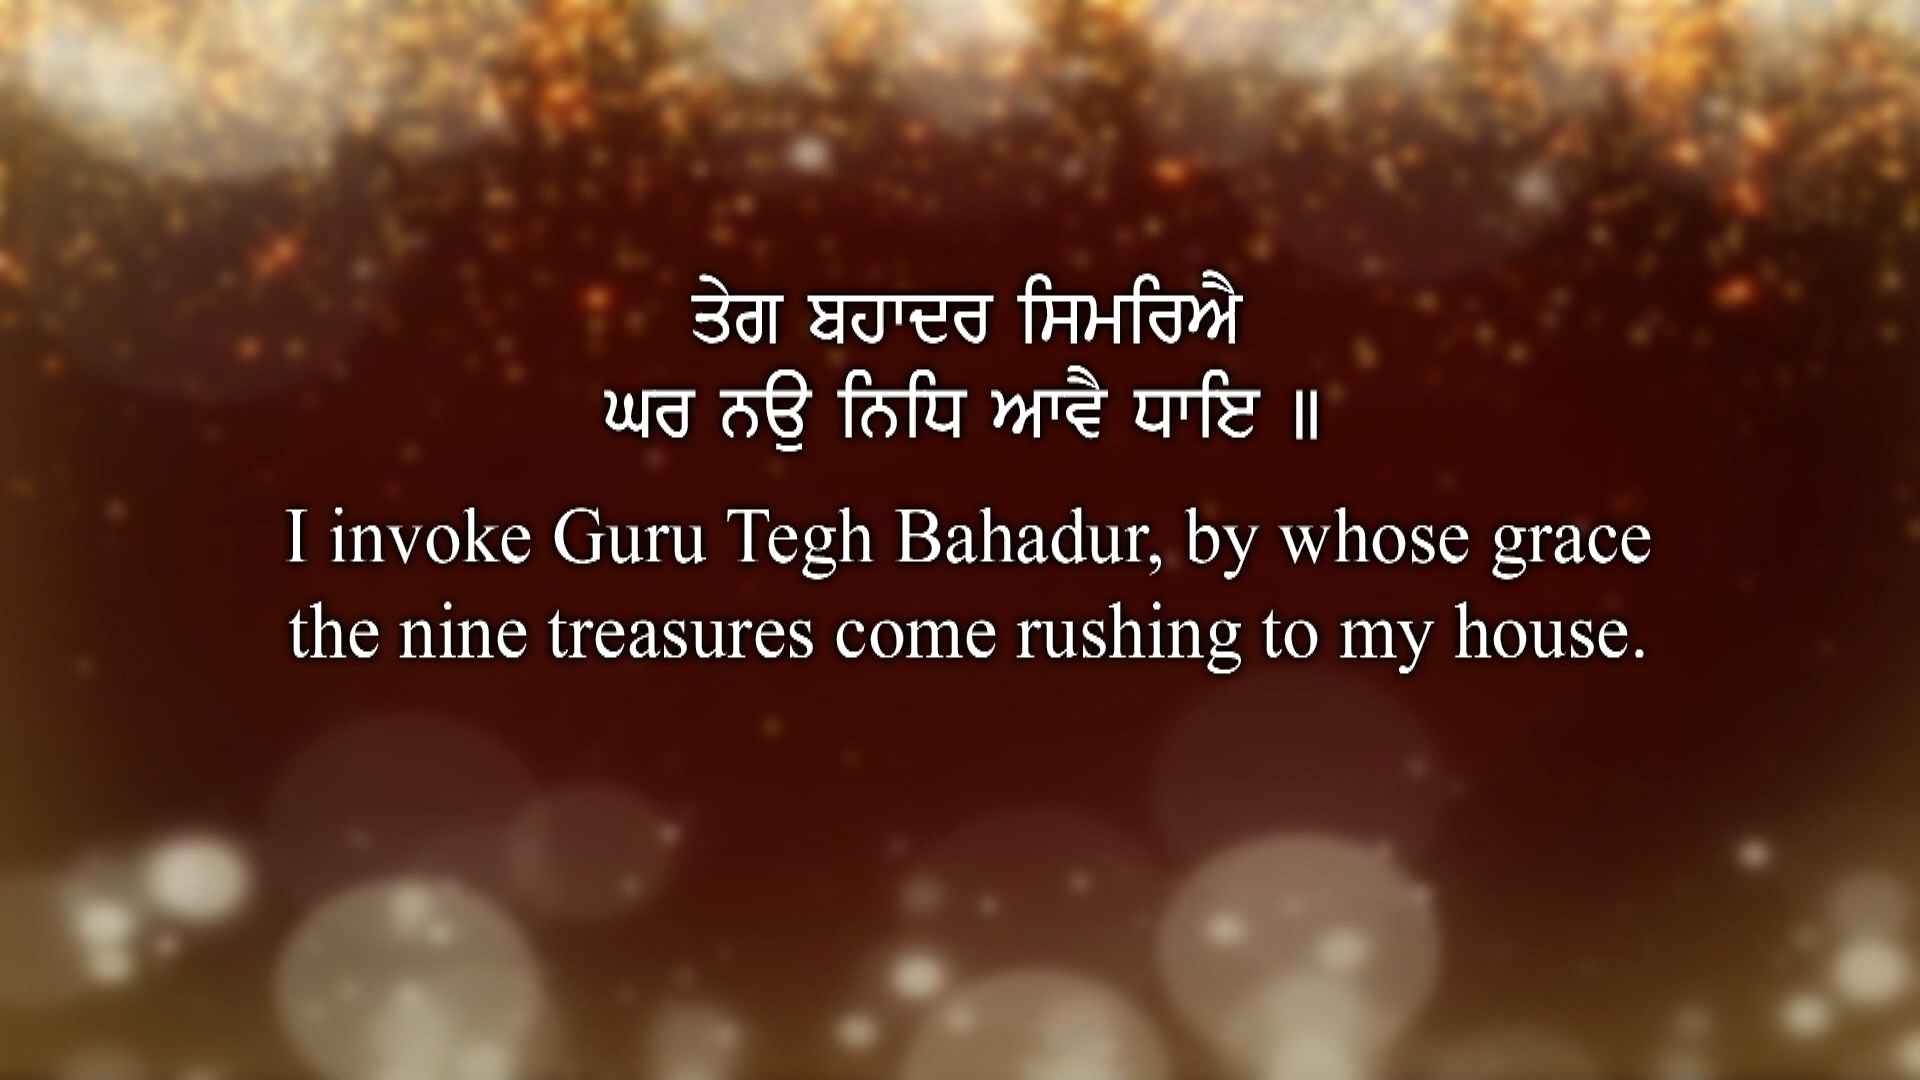 ਤੇਗ ਬਹਾਦਰ ਸਿਮਰਿਐ
ਘਰ ਨਉ ਨਿਧਿ ਆਵੈ ਧਾਇ ॥
I invoke Guru Tegh Bahadur, by whose grace
the nine treasures come rushing to my house.